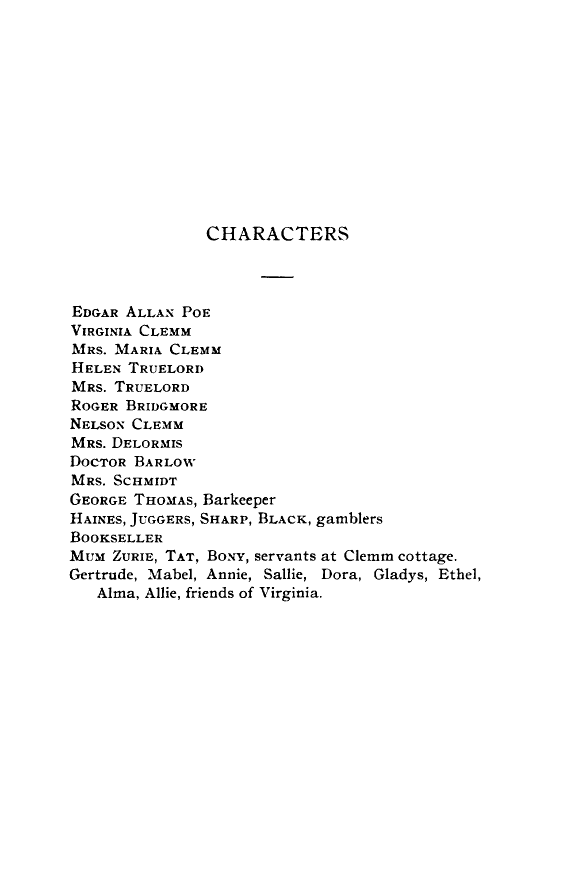 CHARACTERS
EDGAR ALLAN POE
VIRGINIA CLEMM
MRS. MARIA CLEMM
HELEN TRUELORD
MRS. TRUELORD
ROGER BRIDGMORE
NELSON CLEMM
MRS. DELORMIS
DOCTOR BARLOW
MRS. SCHMIDT
GEORGE THOMAS, Barkeeper
HAINES, JUGGERS, SHARP, BLACK, gamblers
BOOKSELLER
MUM ZURIE, TAT, BONY, servants at Clemm cottage.
Gertrude, Mabel, Annie, Sallie, Dora, Gladys, Ethel,
Alma, Allie, friends of Virginia.